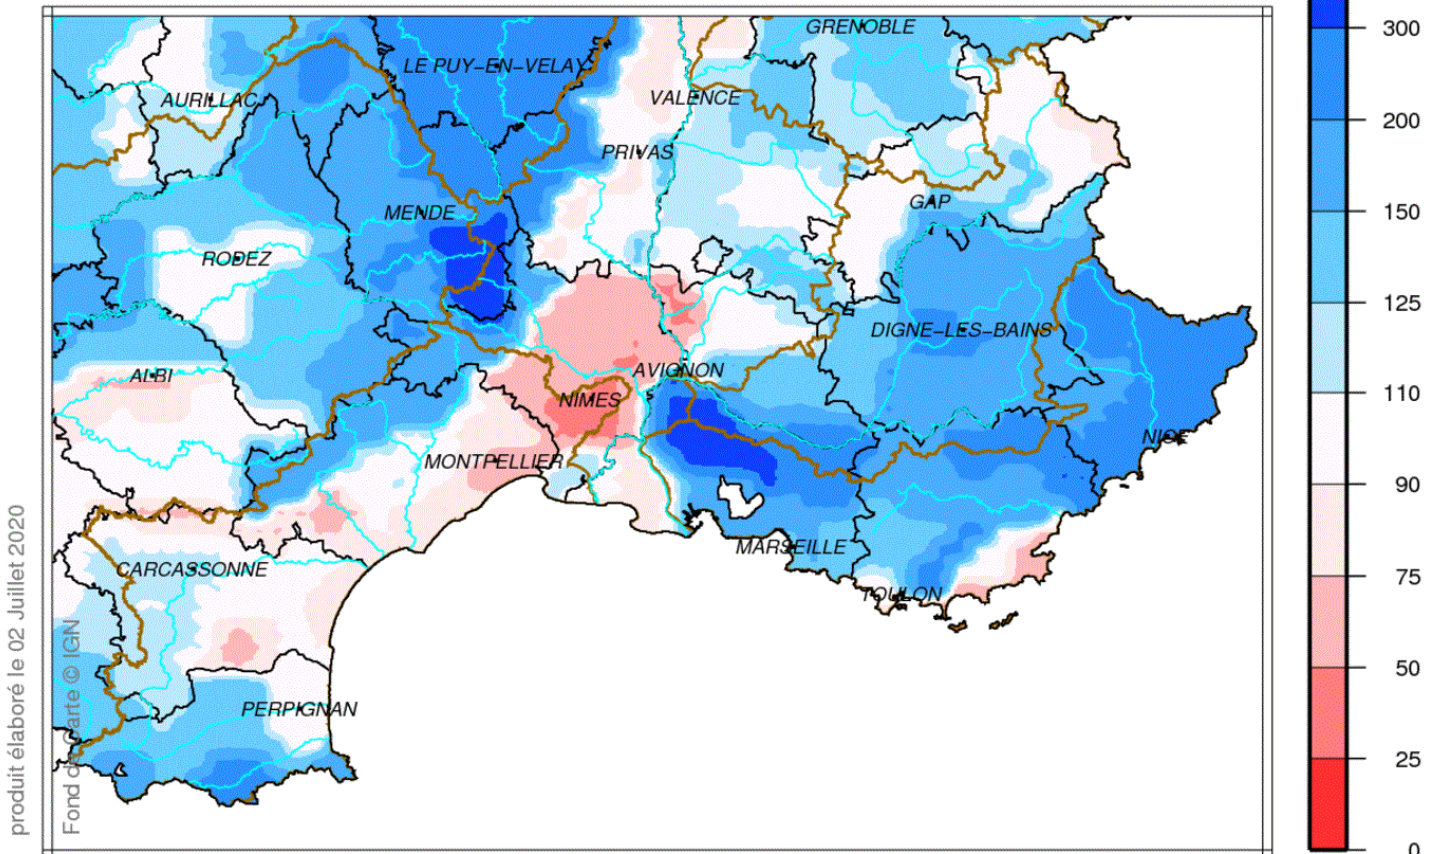 GRENOBLE
300
LE PUY-EN-VELAY
AURILLAC
VALENCE
200
PRIVAS
MENDE
GAP
150
RODEZ
125
DIGNE-LES-BAINS
ALBI
AVIGNON
110
NIMES
NICE
MONTPELLIER
90
MARSEILLE
CARCASSONNE
75
TOULON
50
PERPIGNAN
25
0
produit élaboré le 02 Juillet 2020
Fond de Carte © IGN